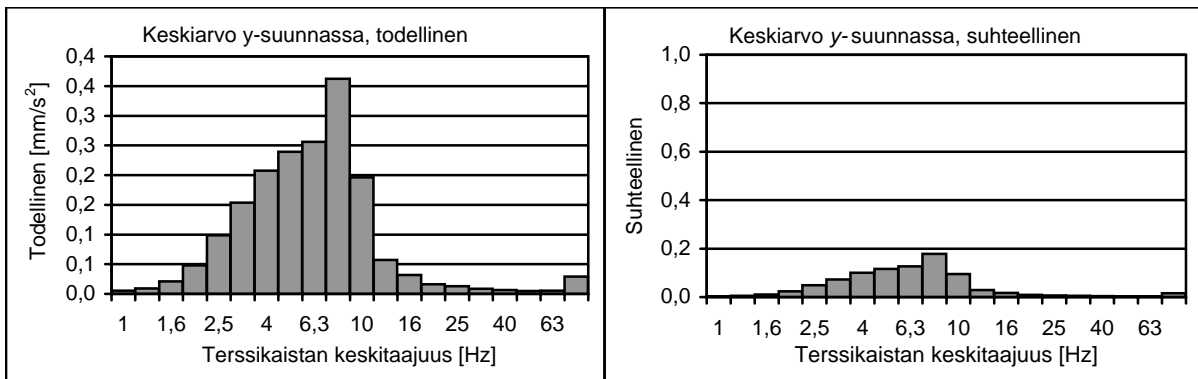 Keskiarvo y-suunnassa, todellinen
0,4
0,4
0,3
0,3
0,2
0,2
0,1
0,1
0,0
Todellinen [mm/s²]
1 1,6 2,5 4 6,3 10 16 25 40 63
Terssikaistan keskitaajuus [Hz]
Keskiarvo y-suunnassa, suhteellinen
1,0
0,8
0,6
0,4
0,2
0,0
Suhteellinen
1 1,6 2,5 4 6,3 10 16 25 40 63
Terssikaistan keskitaajuus [Hz]